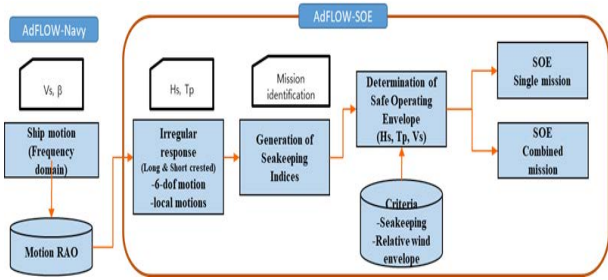 AdFLOW-Navy
AdFLOW-SOE
Vs, β
Ship motion
(Frequency
domain)
Motion RAO
Hs, Tp
Irregular
response
(Long & Short crested)
-6-dof motion
-local motions
Mission
identification
Generation of
Seakeeping
Indices
Determination of
Safe Operating
Envelope
(Hs, Tp, Vs)
Criteria
-Seakeeping
-Relative wind
envelope
SOE
Single mission
SOE
Combined
mission